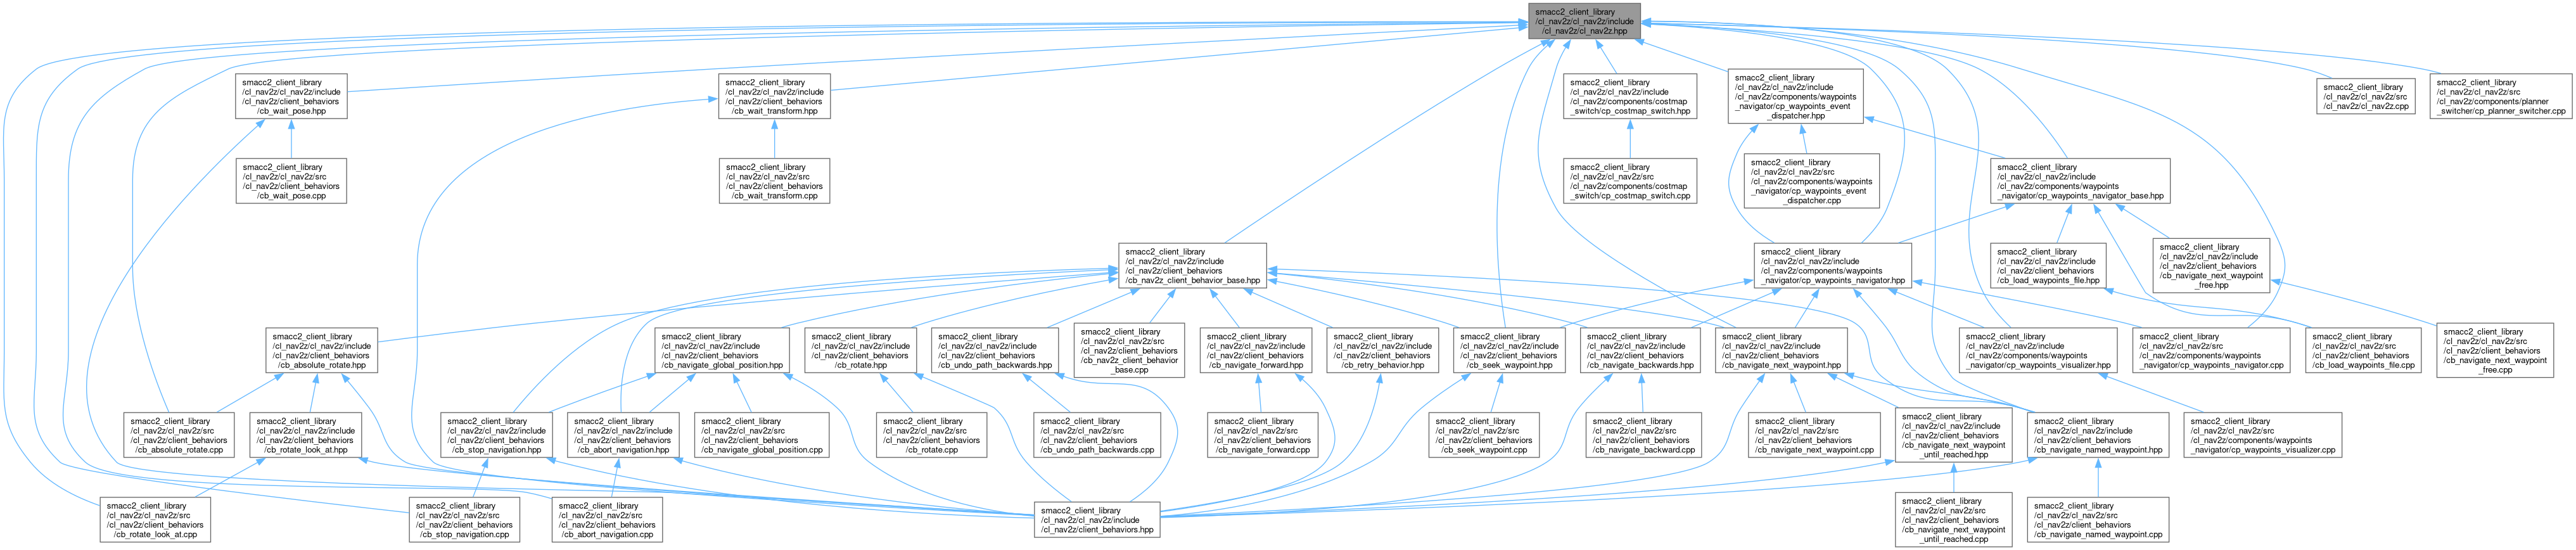 smacc2_client_library
/cl_nav2z/cl_nav2z/include
/cl_nav2z/cl_nav2z.hpp
smacc2_client_library
/cl_nav2z/cl_nav2z/include
/cl_nav2z/client_behaviors
/cb_wait_pose.hpp
smacc2_client_library
/cl_nav2z/cl_nav2z/include
/cl_nav2z/client_behaviors
/cb_wait_transform.hpp
smacc2_client_library
/cl_nav2z/cl_nav2z/include
/cl_nav2z/components/costmap
_switch/cp_costmap_switch.hpp
smacc2_client_library
/cl_nav2z/cl_nav2z/include
/cl_nav2z/components/waypoints
_navigator/cp_waypoints_event
_dispatcher.hpp
smacc2_client_library
/cl_nav2z/cl_nav2z/src
/cl_nav2z/cl_nav2z.cpp
smacc2_client_library
/cl_nav2z/cl_nav2z/src
/cl_nav2z/components/planner
_switcher/cp_planner_switcher.cpp
smacc2_client_library
/cl_nav2z/cl_nav2z/src
/cl_nav2z/client_behaviors
/cb_wait_pose.cpp
smacc2_client_library
/cl_nav2z/cl_nav2z/src
/cl_nav2z/client_behaviors
/cb_wait_transform.cpp
smacc2_client_library
/cl_nav2z/cl_nav2z/src
/cl_nav2z/components/costmap
_switch/cp_costmap_switch.cpp
smacc2_client_library
/cl_nav2z/cl_nav2z/src
/cl_nav2z/components/waypoints
_navigator/cp_waypoints_event
_dispatcher.cpp
smacc2_client_library
/cl_nav2z/cl_nav2z/include
/cl_nav2z/components/waypoints
_navigator/cp_waypoints_navigator_base.hpp
smacc2_client_library
/cl_nav2z/cl_nav2z/include
/cl_nav2z/client_behaviors
/cb_nav2z_client_behavior_base.hpp
smacc2_client_library
/cl_nav2z/cl_nav2z/include
/cl_nav2z/components/waypoints
_navigator/cp_waypoints_navigator.hpp
smacc2_client_library
/cl_nav2z/cl_nav2z/include
/cl_nav2z/client_behaviors
/cb_load_waypoints_file.hpp
smacc2_client_library
/cl_nav2z/cl_nav2z/include
/cl_nav2z/client_behaviors
/cb_navigate_next_waypoint
_free.hpp
smacc2_client_library
/cl_nav2z/cl_nav2z/include
/cl_nav2z/client_behaviors
/cb_absolute_rotate.hpp
smacc2_client_library
/cl_nav2z/cl_nav2z/include
/cl_nav2z/client_behaviors
/cb_navigate_global_position.hpp
smacc2_client_library
/cl_nav2z/cl_nav2z/include
/cl_nav2z/client_behaviors
/cb_rotate.hpp
smacc2_client_library
/cl_nav2z/cl_nav2z/include
/cl_nav2z/client_behaviors
/cb_undo_path_backwards.hpp
smacc2_client_library
/cl_nav2z/cl_nav2z/src
/cl_nav2z/client_behaviors
/cb_nav2z_client_behavior
_base.cpp
smacc2_client_library
/cl_nav2z/cl_nav2z/include
/cl_nav2z/client_behaviors
/cb_navigate_forward.hpp
smacc2_client_library
/cl_nav2z/cl_nav2z/include
/cl_nav2z/client_behaviors
/cb_retry_behavior.hpp
smacc2_client_library
/cl_nav2z/cl_nav2z/include
/cl_nav2z/client_behaviors
/cb_seek_waypoint.hpp
smacc2_client_library
/cl_nav2z/cl_nav2z/include
/cl_nav2z/client_behaviors
/cb_navigate_backwards.hpp
smacc2_client_library
/cl_nav2z/cl_nav2z/include
/cl_nav2z/client_behaviors
/cb_navigate_next_waypoint.hpp
smacc2_client_library
/cl_nav2z/cl_nav2z/include
/cl_nav2z/components/waypoints
_navigator/cp_waypoints_visualizer.hpp
smacc2_client_library
/cl_nav2z/cl_nav2z/src
/cl_nav2z/components/waypoints
_navigator/cp_waypoints_navigator.cpp
smacc2_client_library
/cl_nav2z/cl_nav2z/src
/cl_nav2z/client_behaviors
/cb_load_waypoints_file.cpp
smacc2_client_library
/cl_nav2z/cl_nav2z/src
/cl_nav2z/client_behaviors
/cb_navigate_next_waypoint
_free.cpp
smacc2_client_library
/cl_nav2z/cl_nav2z/src
/cl_nav2z/client_behaviors
/cb_absolute_rotate.cpp
smacc2_client_library
/cl_nav2z/cl_nav2z/include
/cl_nav2z/client_behaviors
/cb_rotate_look_at.hpp
smacc2_client_library
/cl_nav2z/cl_nav2z/include
/cl_nav2z/client_behaviors
/cb_stop_navigation.hpp
smacc2_client_library
/cl_nav2z/cl_nav2z/include
/cl_nav2z/client_behaviors
/cb_abort_navigation.hpp
smacc2_client_library
/cl_nav2z/cl_nav2z/src
/cl_nav2z/client_behaviors
/cb_navigate_global_position.cpp
smacc2_client_library
/cl_nav2z/cl_nav2z/src
/cl_nav2z/client_behaviors
/cb_rotate.cpp
smacc2_client_library
/cl_nav2z/cl_nav2z/src
/cl_nav2z/client_behaviors
/cb_undo_path_backwards.cpp
smacc2_client_library
/cl_nav2z/cl_nav2z/src
/cl_nav2z/client_behaviors
/cb_navigate_forward.cpp
smacc2_client_library
/cl_nav2z/cl_nav2z/src
/cl_nav2z/client_behaviors
/cb_seek_waypoint.cpp
smacc2_client_library
/cl_nav2z/cl_nav2z/src
/cl_nav2z/client_behaviors
/cb_navigate_backward.cpp
smacc2_client_library
/cl_nav2z/cl_nav2z/src
/cl_nav2z/client_behaviors
/cb_navigate_next_waypoint.cpp
smacc2_client_library
/cl_nav2z/cl_nav2z/include
/cl_nav2z/client_behaviors
/cb_navigate_next_waypoint
_until_reached.hpp
smacc2_client_library
/cl_nav2z/cl_nav2z/include
/cl_nav2z/client_behaviors
/cb_navigate_named_waypoint.hpp
smacc2_client_library
/cl_nav2z/cl_nav2z/src
/cl_nav2z/components/waypoints
_navigator/cp_waypoints_visualizer.cpp
smacc2_client_library
/cl_nav2z/cl_nav2z/src
/cl_nav2z/client_behaviors
/cb_rotate_look_at.cpp
smacc2_client_library
/cl_nav2z/cl_nav2z/src
/cl_nav2z/client_behaviors
/cb_stop_navigation.cpp
smacc2_client_library
/cl_nav2z/cl_nav2z/src
/cl_nav2z/client_behaviors
/cb_abort_navigation.cpp
smacc2_client_library
/cl_nav2z/cl_nav2z/include
/cl_nav2z/client_behaviors.hpp
smacc2_client_library
/cl_nav2z/cl_nav2z/src
/cl_nav2z/client_behaviors
/cb_navigate_next_waypoint
_until_reached.cpp
smacc2_client_library
/cl_nav2z/cl_nav2z/src
/cl_nav2z/client_behaviors
/cb_navigate_named_waypoint.cpp